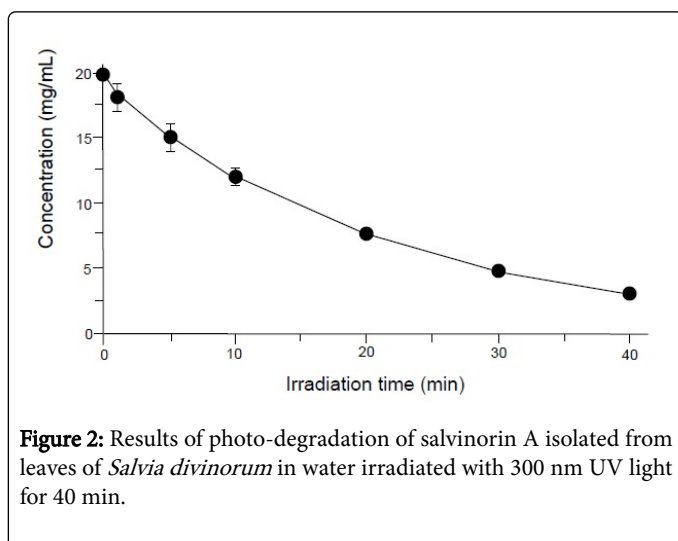 Concentration (mg/mL)
20
15
10
5
0
0 10 20 30 40
Irradiation time (min)
Figure 2: Results of photo-degradation of salvinorin A isolated from
leaves of Salvia divinorum in water irradiated with 300 nm UV light
for 40 min.